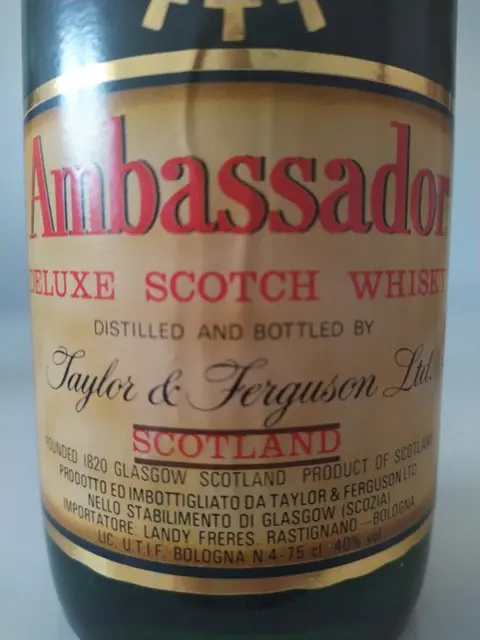 Ambassador
DELUXE SCOTCH WHISKY
DISTILLED AND BOTTLED BY
Taylor & Ferguson Ltd.
SCOTLAND
FOUNDED 1820 GLASGOW SCOTLAND PRODUCT OF SCOTLAND
PRODOTTO ED IMBOTTIGLIATO DA TAYLOR & FERGUSON LTD
NELLO STABILIMENTO DI GLASGOW (SCOZIA)
IMPORTATORE LANDY FRERES. RASTIGNANO - BOLOGNA
LIC. U.T.I.F. BOLOGNA N 4 - 75 cl 40% vol